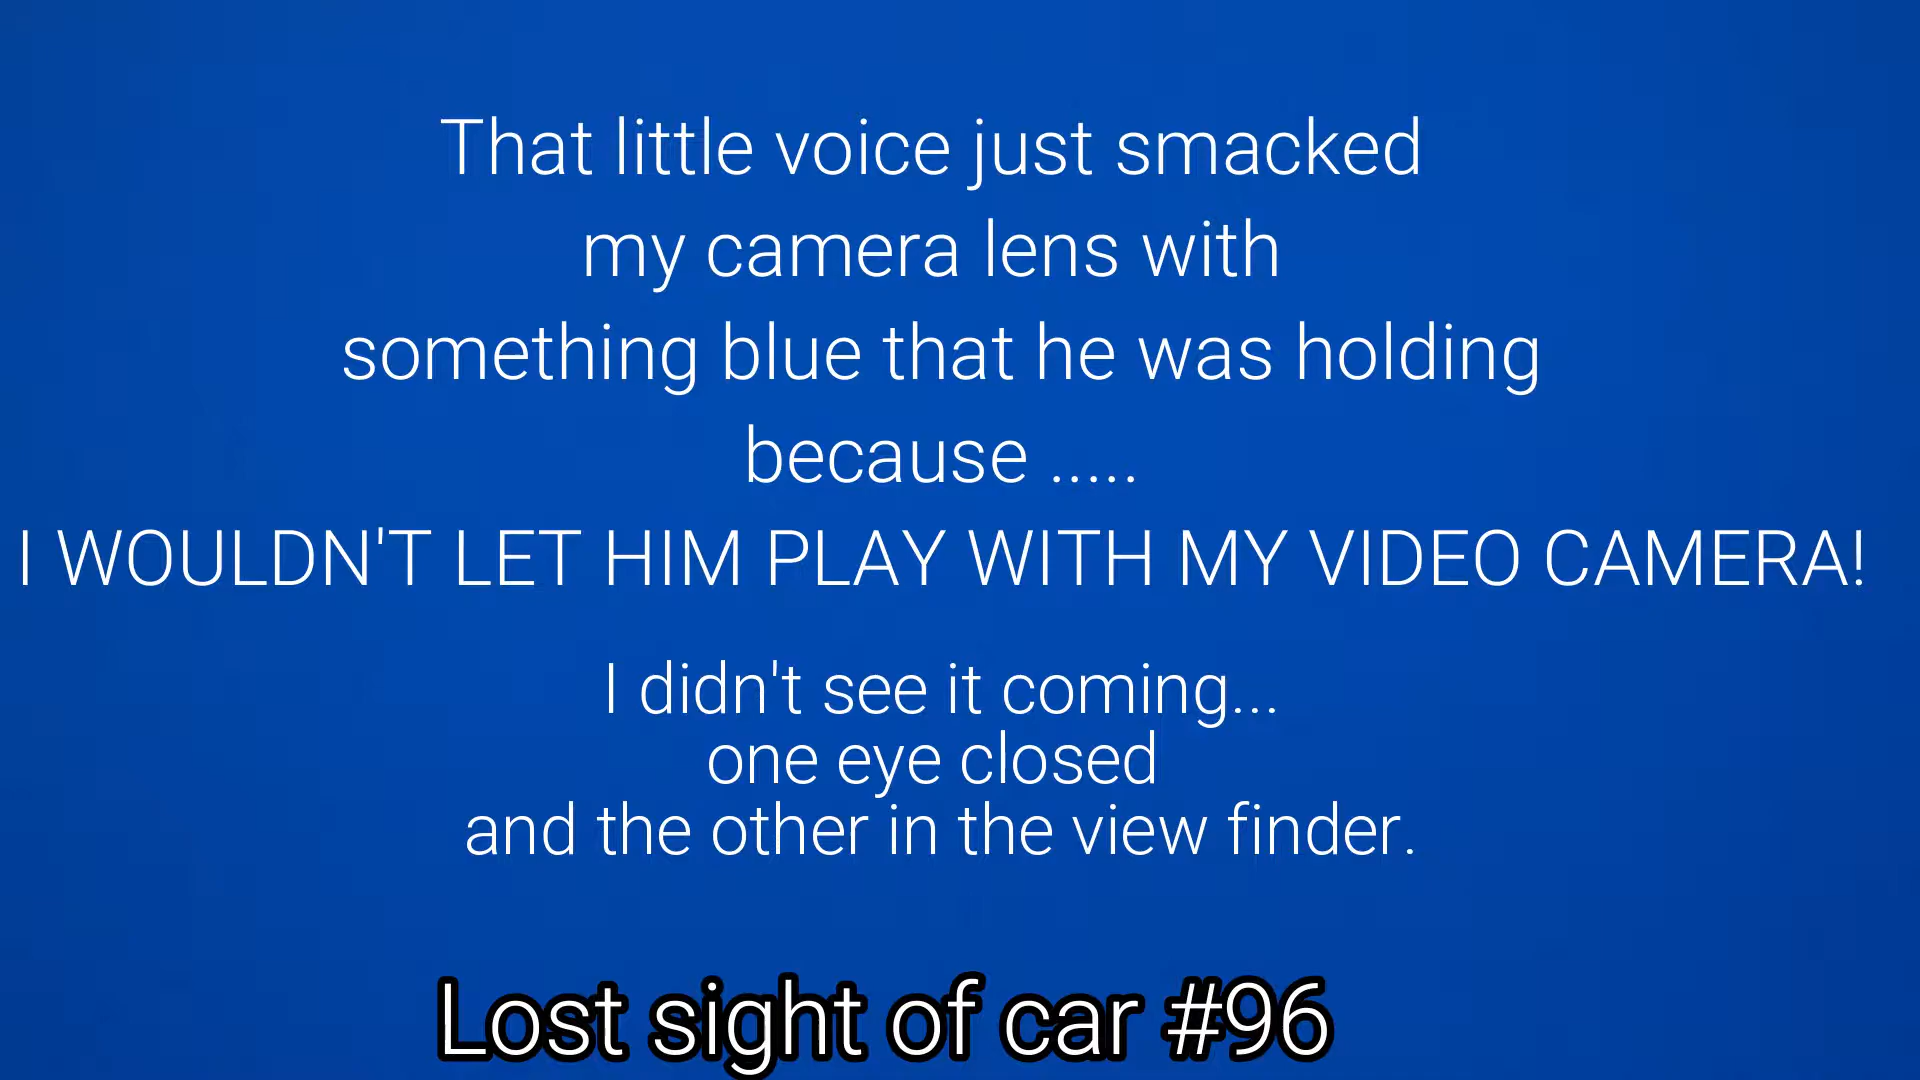 That little voice just smacked
my camera lens with
something blue that he was holding
because .....
I WOULDN'T LET HIM PLAY WITH MY VIDEO CAMERA!
I didn't see it coming...
one eye closed
and the other in the view finder.
Lost sight of car #96